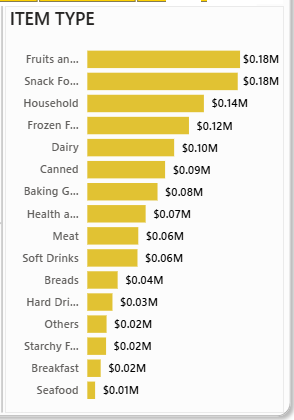 ITEM TYPE
Fruits an... $0.18M
Snack Fo... $0.18M
Household $0.14M
Frozen F... $0.12M
Dairy $0.10M
Canned $0.09M
Baking G... $0.08M
Health a... $0.07M
Meat $0.06M
Soft Drinks $0.06M
Breads $0.04M
Hard Dri... $0.03M
Others $0.02M
Starchy F... $0.02M
Breakfast $0.02M
Seafood $0.01M